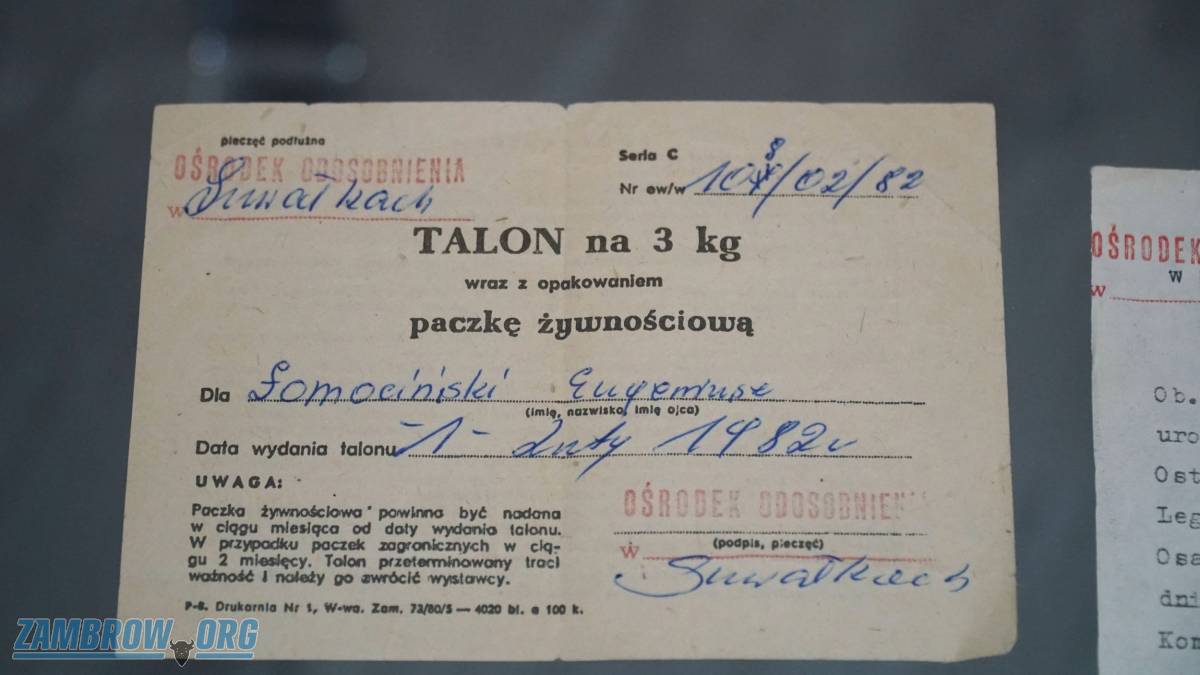 pieczęć podłużna
OŚRODEK ODOSOBNIENIA
w Suwałkach
Seria C
Nr ew/w 108/02/82
TALON na 3 kg
wraz z opakowaniem
paczkę żywnościową
Dla Łomociński Eugeniusz
(imię, nazwisko, imię ojca)
Data wydania talonu -1- luty 1982 r
UWAGA:
Paczka żywnościowa powinna być nadana
w ciągu miesiąca od daty wydania talonu.
W przypadku paczek zagranicznych w cią-
gu 2 miesięcy. Talon przeterminowany traci
ważność i należy go zwrócić wystawcy.
OŚRODEK ODOSOBNIENI
(podpis, pieczęć)
w Suwałkach
P-8. Drukarnia Nr 1, W-wa. Zam. 73/80/S — 4020 bl. a 100 k.
OŚRODEK
w
w
Ob.
uro
Ost
Leg
Osa
dni
Kom
ZAMBROW.ORG